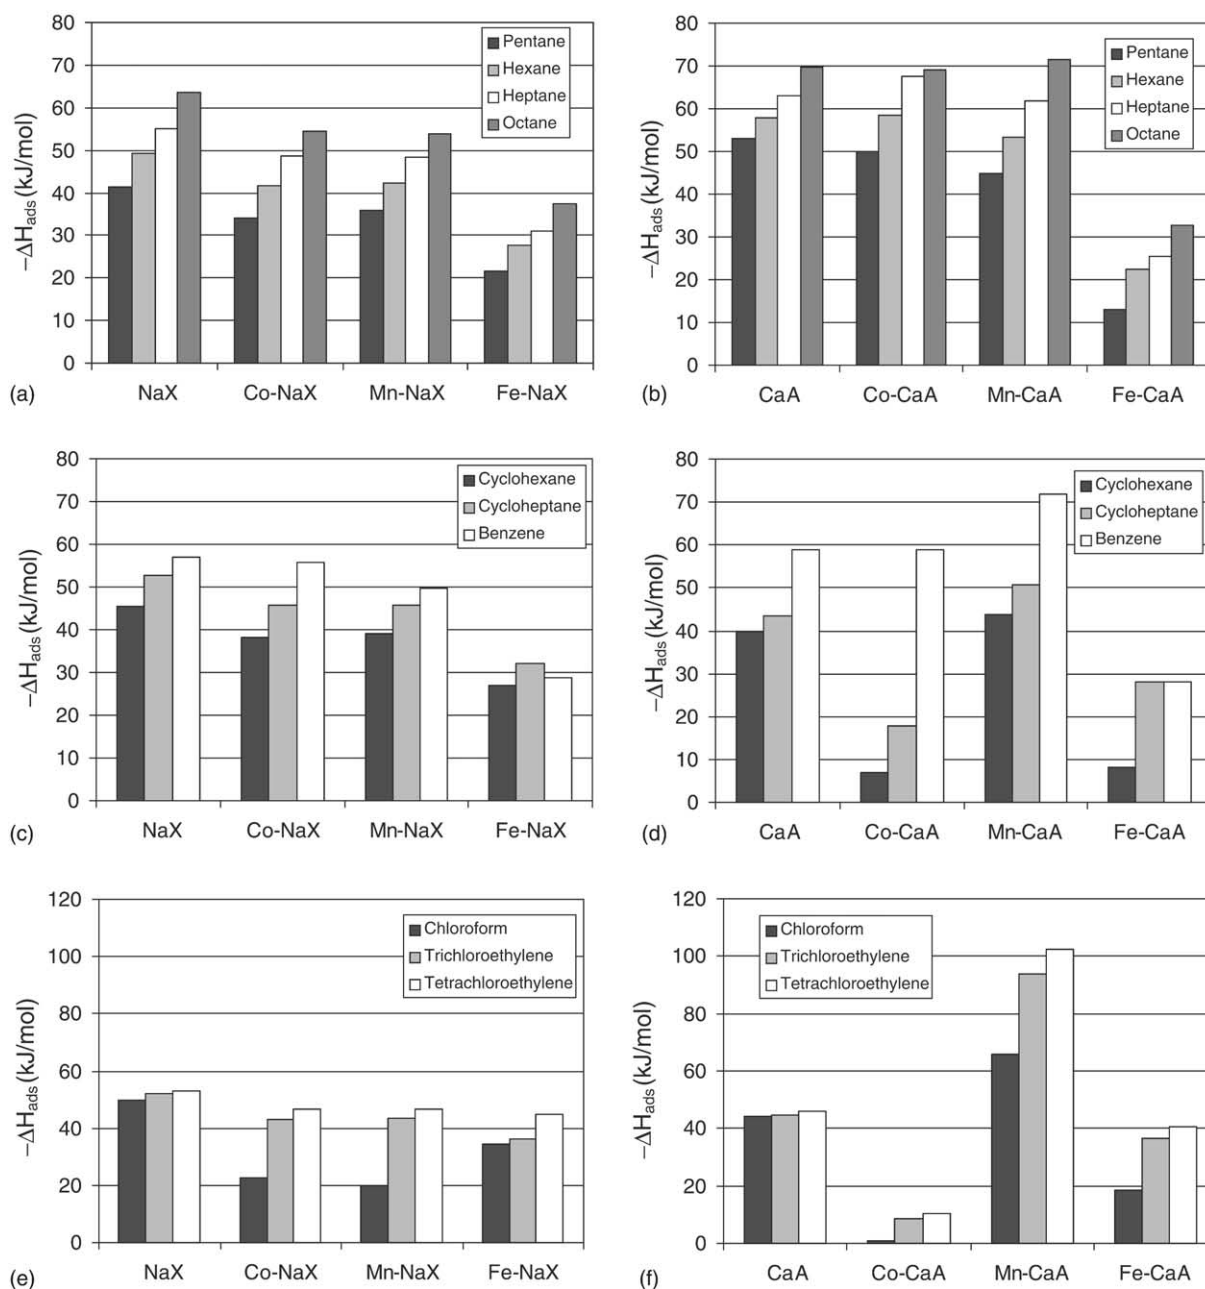 80
70
60
50
40
30
20
10
0
−ΔHads (kJ/mol)
Pentane
Hexane
Heptane
Octane
NaX Co-NaX Mn-NaX Fe-NaX
(a)
80
70
60
50
40
30
20
10
0
−ΔHads (kJ/mol)
Pentane
Hexane
Heptane
Octane
CaA Co-CaA Mn-CaA Fe-CaA
(b)
80
70
60
50
40
30
20
10
0
−ΔHads (kJ/mol)
Cyclohexane
Cycloheptane
Benzene
NaX Co-NaX Mn-NaX Fe-NaX
(c)
80
70
60
50
40
30
20
10
0
−ΔHads (kJ/mol)
Cyclohexane
Cycloheptane
Benzene
CaA Co-CaA Mn-CaA Fe-CaA
(d)
120
100
80
60
40
20
0
−ΔHads (kJ/mol)
Chloroform
Trichloroethylene
Tetrachloroethylene
NaX Co-NaX Mn-NaX Fe-NaX
(e)
120
100
80
60
40
20
0
−ΔHads (kJ/mol)
Chloroform
Trichloroethylene
Tetrachloroethylene
CaA Co-CaA Mn-CaA Fe-CaA
(f)